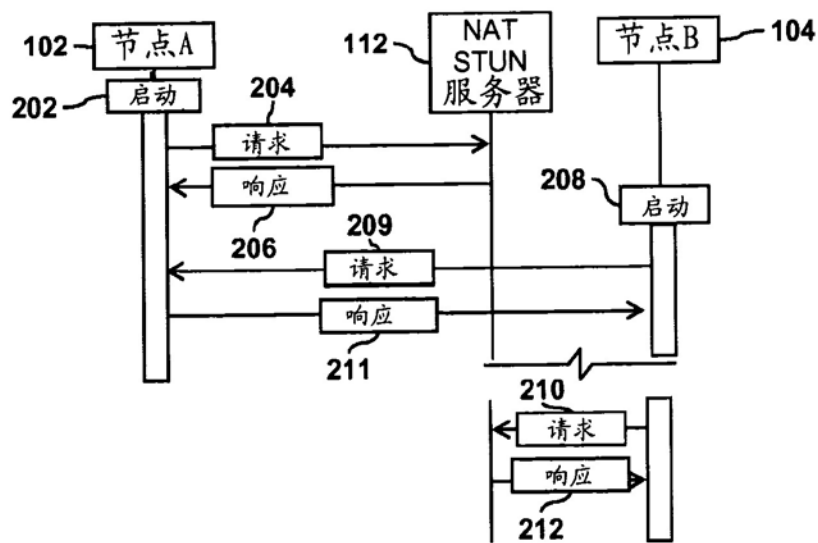 102
节点A
112
NAT
STUN
服务器
节点B
104
202
启动
204
请求
响应
206
208
启动
209
请求
响应
211
210
请求
响应
212